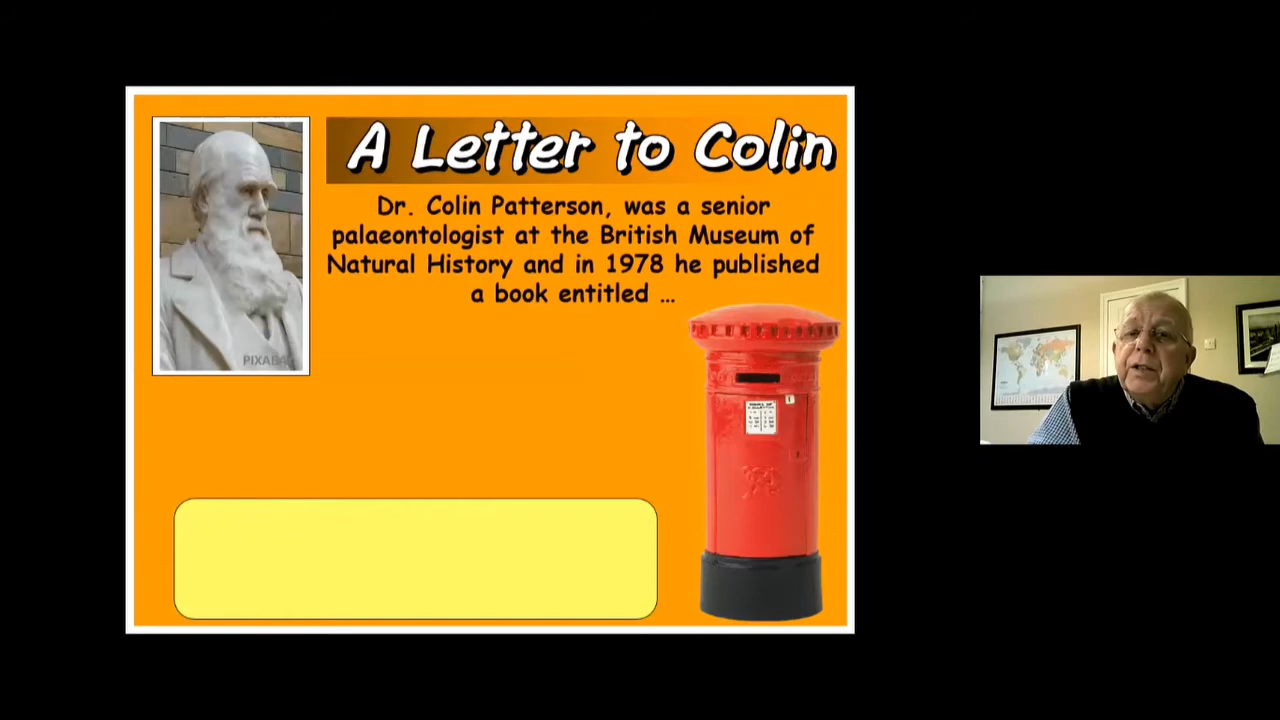 A Letter to Colin
Dr. Colin Patterson, was a senior
palaeontologist at the British Museum of
Natural History and in 1978 he published
a book entitled ...